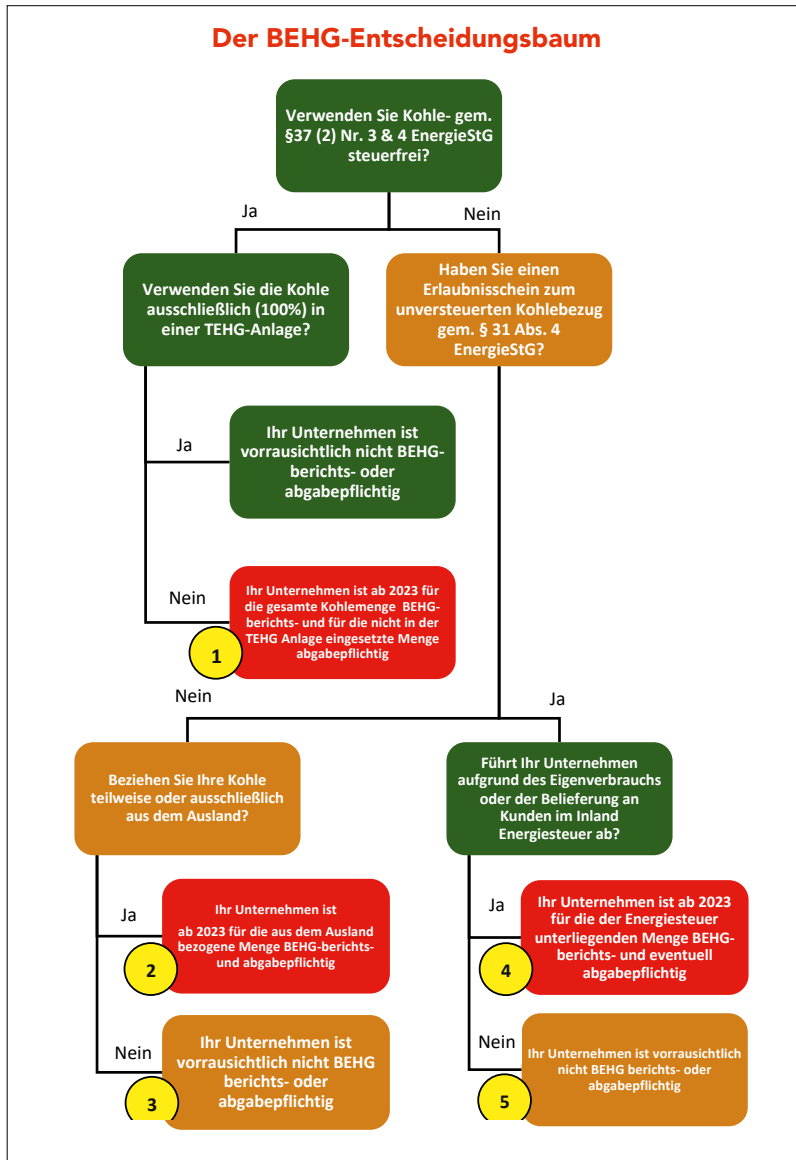 Der BEHG-Entscheidungsbaum
Verwenden Sie Kohle- gem.
§37 (2) Nr. 3 & 4 EnergieStG
steuerfrei?
Ja
Nein
Verwenden Sie die Kohle
ausschließlich (100%) in
einer TEHG-Anlage?
Haben Sie einen
Erlaubnisschein zum
unversteuerten Kohlebezug
gem. § 31 Abs. 4
EnergieStG?
Ja
Ihr Unternehmen ist
vorrausichtlich nicht BEHG-
berichts- oder
abgabepflichtig
Nein
Ihr Unternehmen ist ab 2023 für
die gesamte Kohlemenge BEHG-
berichts- und für die nicht in der
TEHG Anlage eingesetzte Menge
abgabepflichtig
1
Nein
Ja
Beziehen Sie Ihre Kohle
teilweise oder ausschließlich
aus dem Ausland?
Führt Ihr Unternehmen
aufgrund des Eigenverbrauchs
oder der Belieferung an
Kunden im Inland
Energiesteuer ab?
Ja
Ihr Unternehmen ist
ab 2023 für die aus dem Ausland
bezogene Menge BEHG-berichts-
und abgabepflichtig
2
Nein
Ihr Unternehmen ist
vorrausichtlich nicht BEHG
berichts- oder
abgabepflichtig
3
Ja
Ihr Unternehmen ist ab 2023
für die der Energiesteuer
unterliegenden Menge BEHG-
berichts- und eventuell
abgabepflichtig
4
Nein
Ihr Unternehmen ist vorrausichtlich
nicht BEHG berichts- oder
abgabepflichtig
5